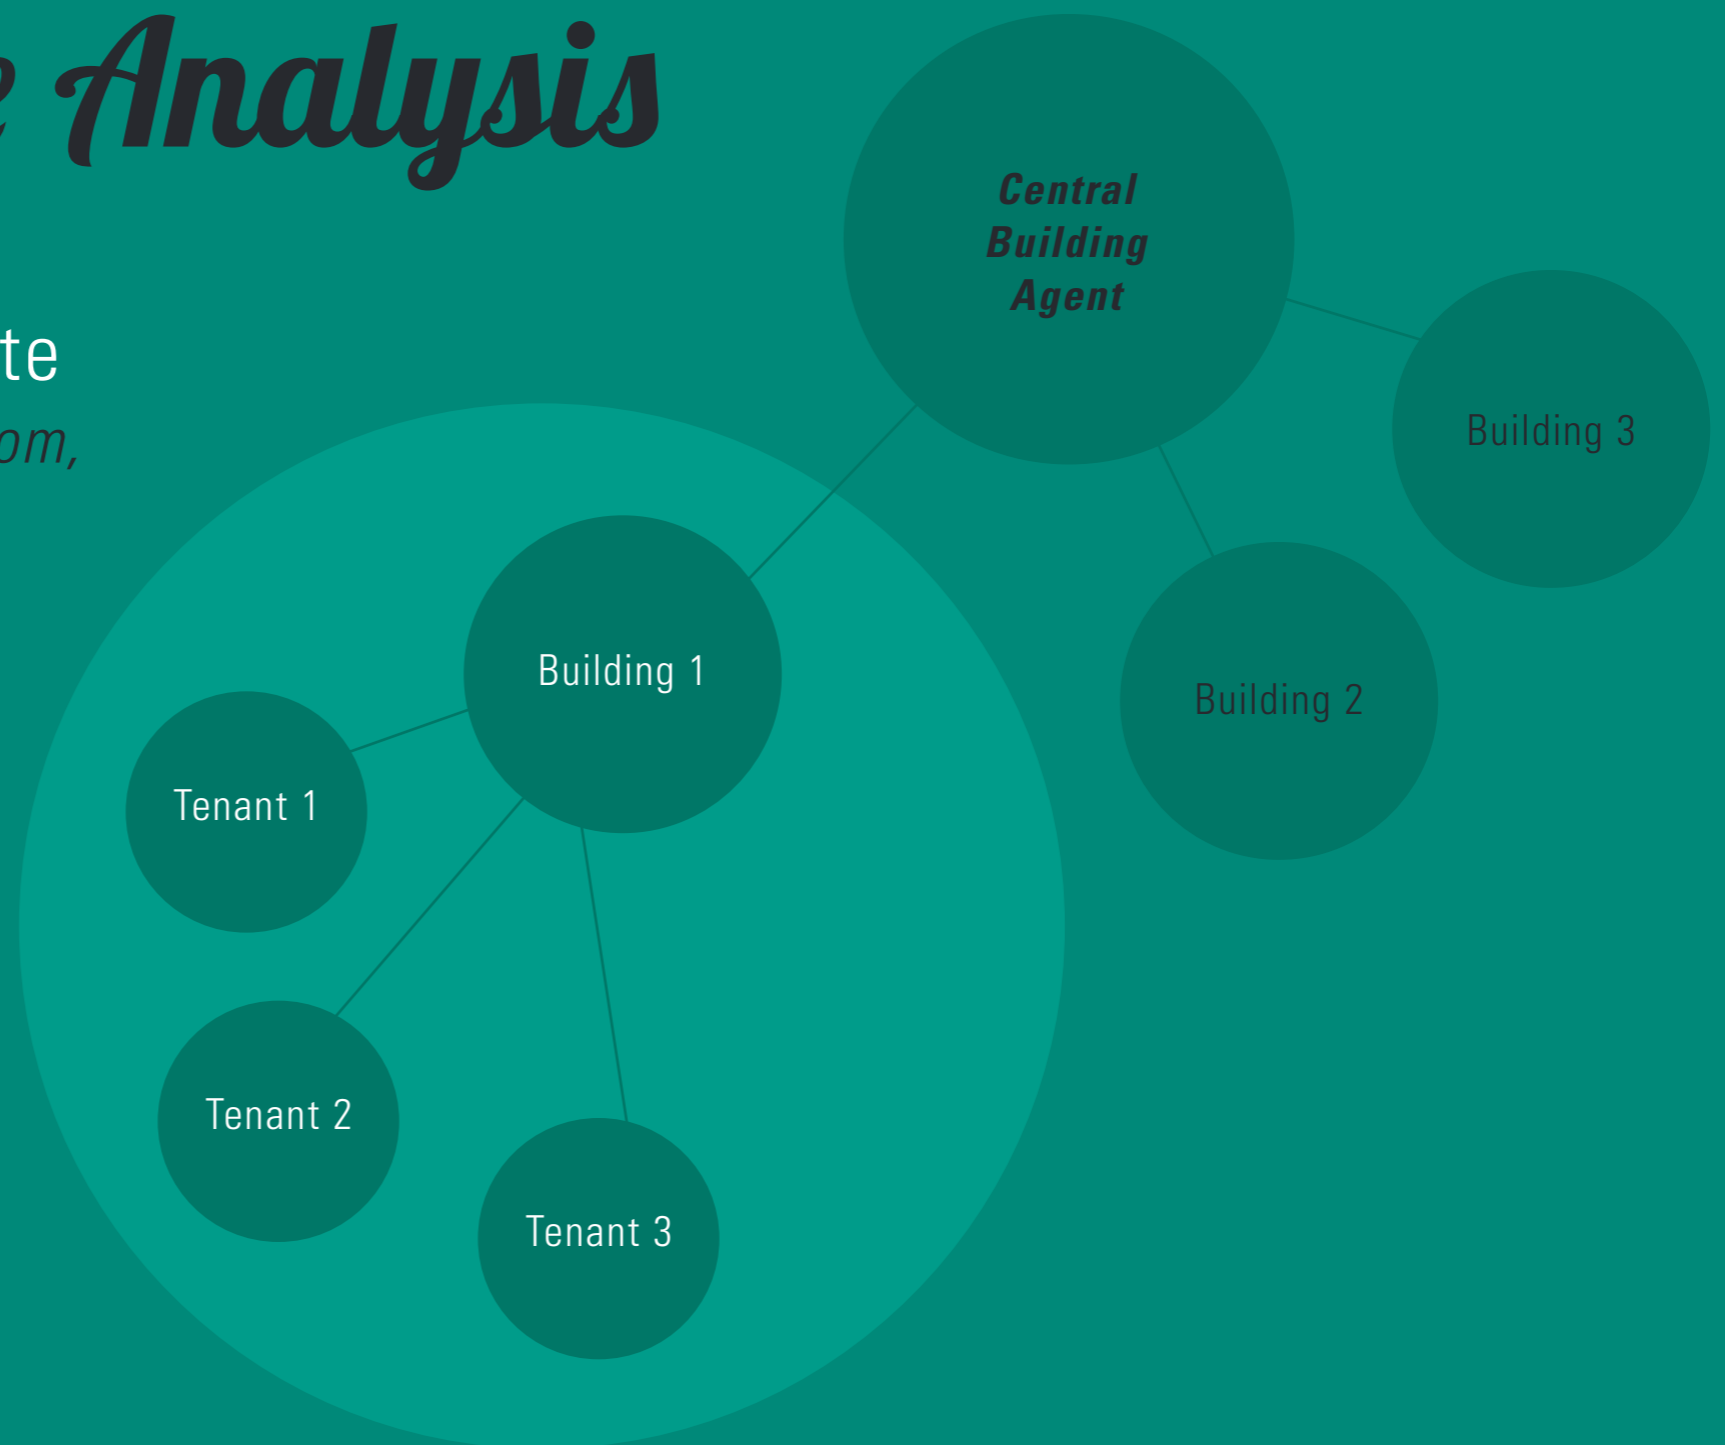 Analysis
te
om,
Central
Building
Agent
Building 3
Building 1
Building 2
Tenant 1
Tenant 2
Tenant 3